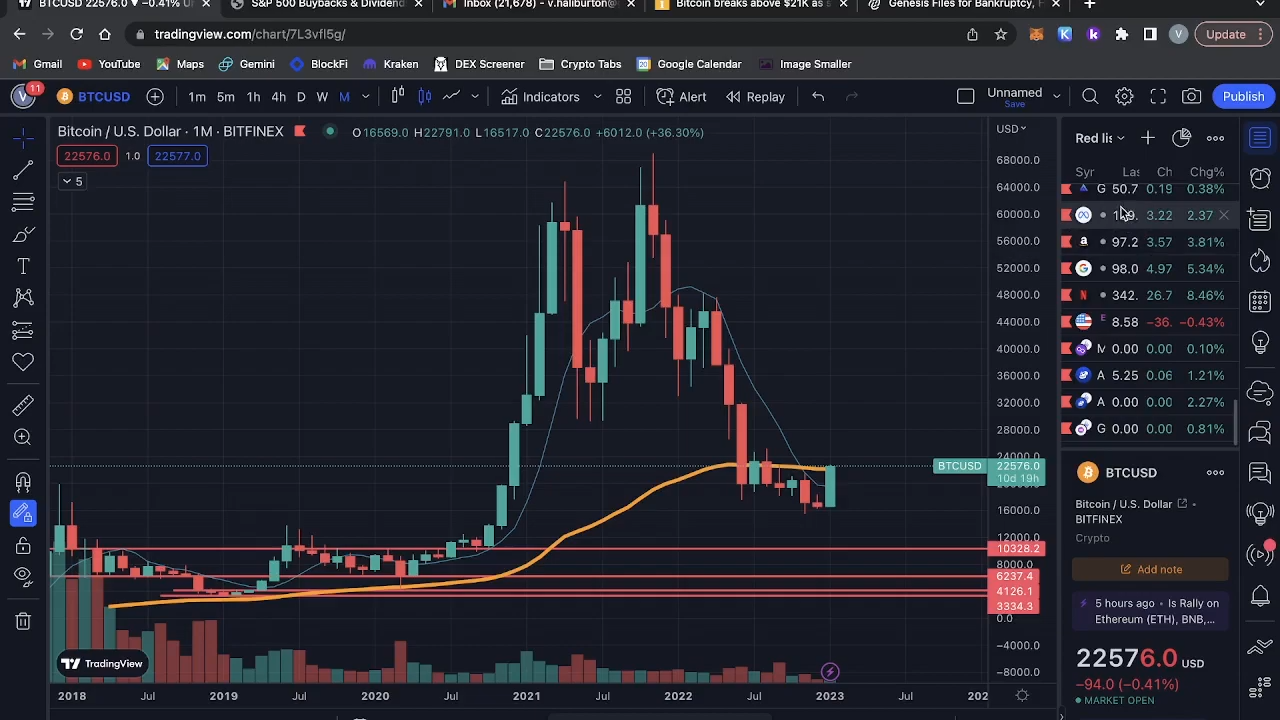 BTCUSD 22576.0 ▼ −0.41% U
S&P 500 Buybacks & Dividend
Inbox (21,678) - v.haliburton@
Bitcoin breaks above $21K as s
Genesis Files for Bankruptcy, H
tradingview.com/chart/7L3vfl5g/
V
Update
Gmail
YouTube
Maps
Gemini
BlockFi
Kraken
DEX Screener
Crypto Tabs
Google Calendar
Image Smaller
V
11
BTCUSD
1m
5m
1h
4h
D
W
M
Indicators
Alert
Replay
Unnamed
Save
Publish
Bitcoin / U.S. Dollar · 1M · BITFINEX
O16569.0 H22791.0 L16517.0 C22576.0 +6012.0 (+36.30%)
22576.0
1.0
22577.0
5
USD
68000.0
64000.0
60000.0
56000.0
52000.0
48000.0
44000.0
40000.0
36000.0
32000.0
28000.0
24000.0
BTCUSD
22576.0
10d 19h
16000.0
12000.0
10328.2
8000.0
6237.4
4126.1
3334.3
0.0
−4000.0
−8000.0
TradingView
2018
Jul
2019
Jul
2020
Jul
2021
Jul
2022
Jul
2023
Jul
202
Red lis
Syr Las Ch Chg%
G 50.7 0.19 0.38%
3.22 2.37
97.2 3.57 3.81%
98.0 4.97 5.34%
342. 26.7 8.46%
E 8.58 −36. −0.43%
M 0.00 0.00 0.10%
A 5.25 0.06 1.21%
A 0.00 0.00 2.27%
G 0.00 0.00 0.81%
BTCUSD
Bitcoin / U.S. Dollar
BITFINEX
Crypto
Add note
5 hours ago · is Rally on
Ethereum (ETH), BNB,...
22576.0 USD
−94.0 (−0.41%)
MARKET OPEN